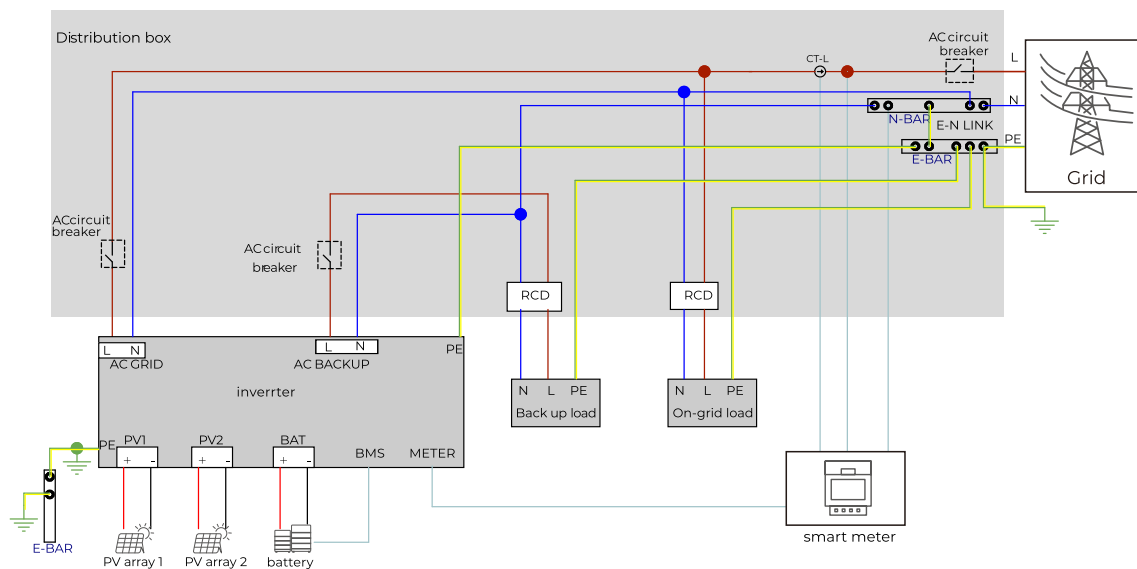 Distribution box
AC circuit
breaker
CT-L
L
N
N-BAR
E-N LINK
PE
E-BAR
Grid
ACcircuit
breaker
AC circuit
breaker
RCD
RCD
L N
AC GRID
L N
AC BACKUP
PE
inverrter
N L PE
Back up load
N L PE
On-grid load
PE
PV1
+ -
PV2
+ -
BAT
+ -
BMS
METER
E-BAR
PV array 1
PV array 2
battery
smart meter